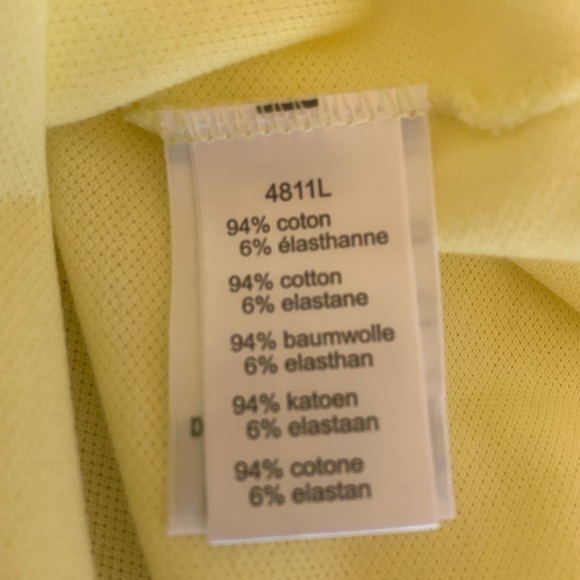 4811L
94% coton
6% élasthanne
94% cotton
6% elastane
94% baumwolle
6% elasthan
94% katoen
6% elastaan
94% cotone
6% elastan
D